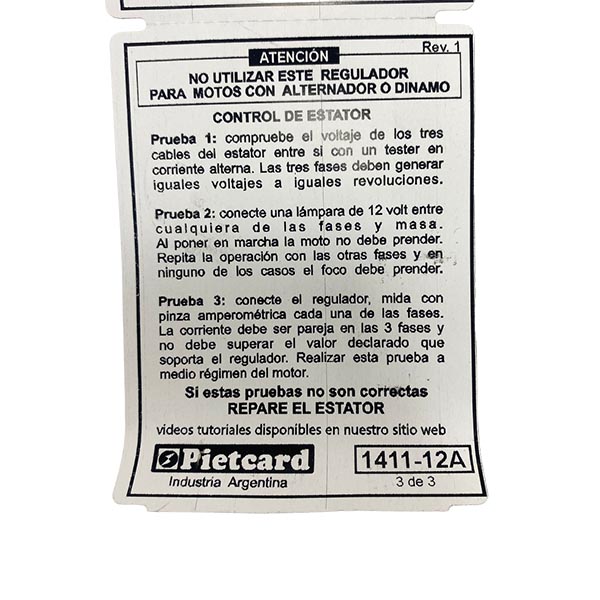 ATENCIÓN
Rev. 1
NO UTILIZAR ESTE REGULADOR
PARA MOTOS CON ALTERNADOR O DINAMO
CONTROL DE ESTATOR
Prueba 1: compruebe el voltaje de los tres
cables del estator entre si con un tester en
corriente alterna. Las tres fases deben generar
iguales voltajes a iguales revoluciones.
Prueba 2: conecte una lámpara de 12 volt entre
cualquiera de las fases y masa.
Al poner en marcha la moto no debe prender.
Repita la operación con las otras fases y en
ninguno de los casos el foco debe prender.
Prueba 3: conecte el regulador, mida con
pinza amperométrica cada una de las fases.
La corriente debe ser pareja en las 3 fases y
no debe superar el valor declarado que
soporta el regulador. Realizar esta prueba a
medio régimen del motor.
Si estas pruebas no son correctas
REPARE EL ESTATOR
videos tutoriales disponibles en nuestro sitio web
Pietcard
1411-12A
Industria Argentina
3 de 3